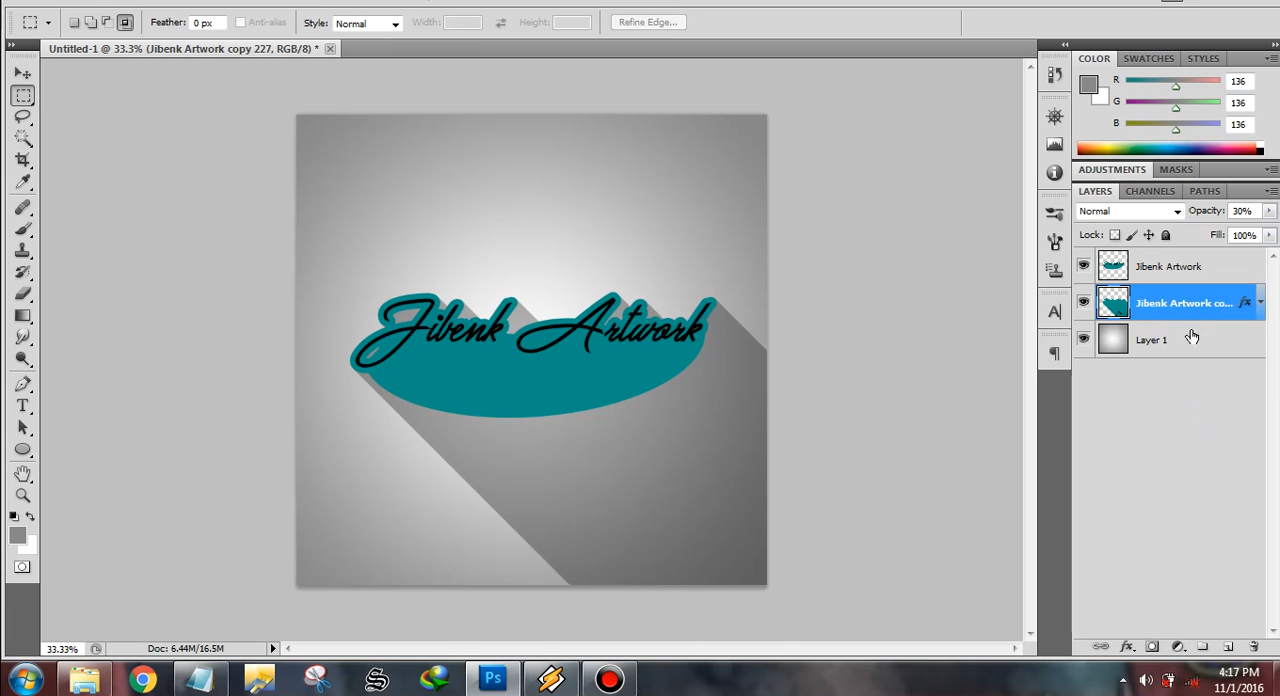 Feather: 0 px Anti-alias Style: Normal Width: Height: Refine Edge...
Untitled-1 @ 33.3% (Jibenk Artwork copy 227, RGB/8) *
COLOR SWATCHES STYLES
R 136
G 136
B 136
ADJUSTMENTS MASKS
LAYERS CHANNELS PATHS
Normal Opacity: 30%
Lock: Fill: 100%
Jibenk Artwork
Jibenk Artwork co... fx
Layer 1
Jibenk Artwork
33.33% Doc: 6.44M/16.5M
Ps
4:17 PM
11/1/2016